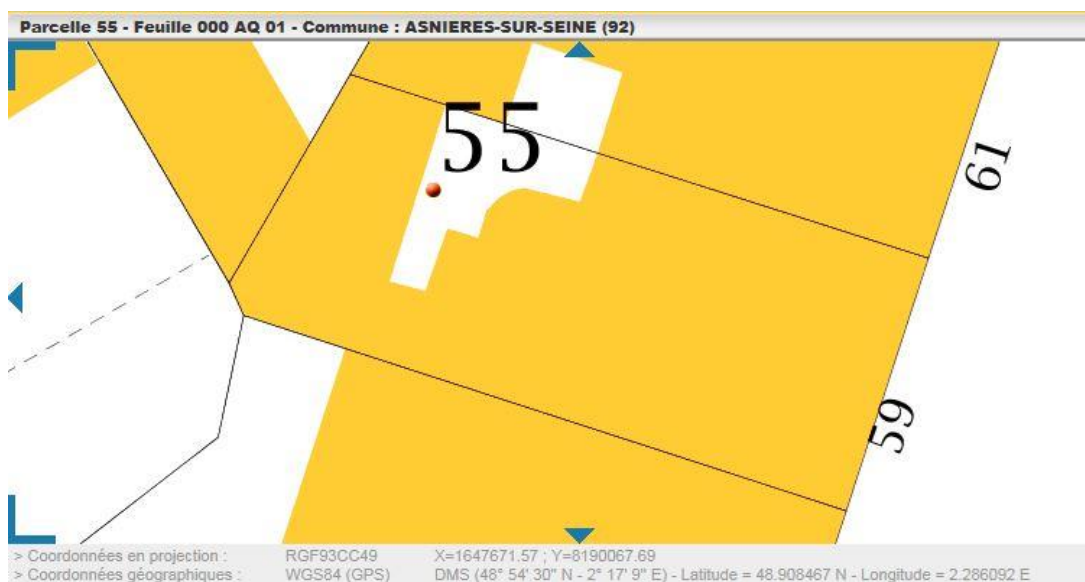 Parcelle 55 - Feuille 000 AQ 01 - Commune : ASNIERES-SUR-SEINE (92)
55
61
59
> Coordonnées en projection : RGF93CC49 X=1647671.57 ; Y=8190067.69
> Coordonnées géographiques : WGS84 (GPS) DMS (48° 54' 30" N - 2° 17' 9" E) - Latitude = 48.908467 N - Longitude = 2.286092 E